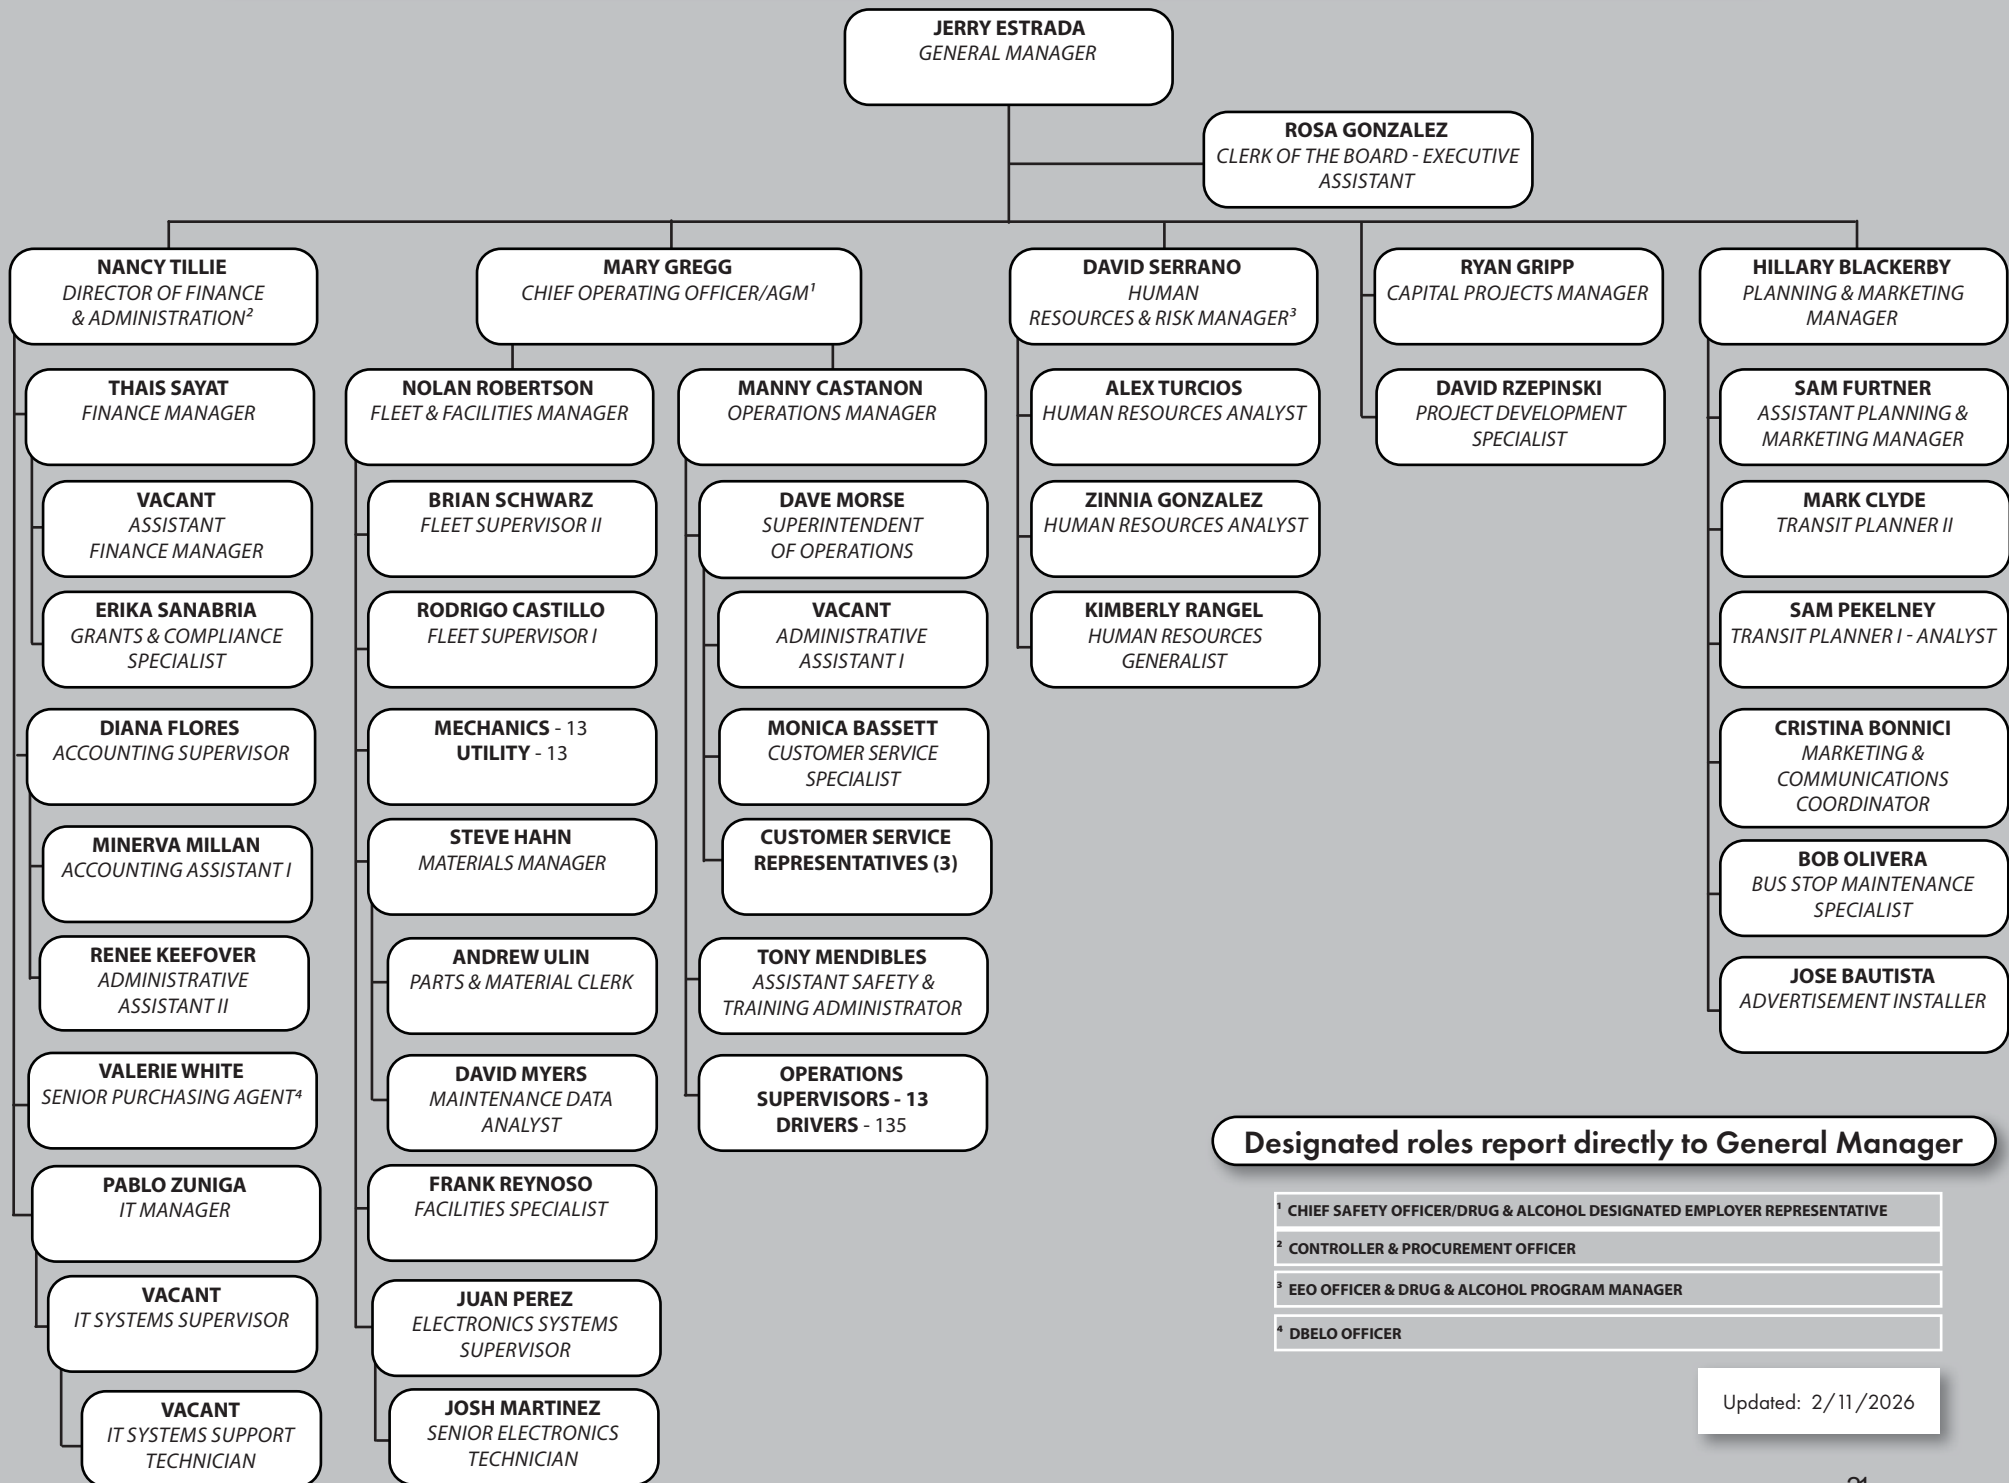 JERRY ESTRADA
GENERAL MANAGER
ROSA GONZALEZ
CLERK OF THE BOARD - EXECUTIVE
ASSISTANT
NANCY TILLIE
DIRECTOR OF FINANCE
& ADMINISTRATION²
MARY GREGG
CHIEF OPERATING OFFICER/AGM¹
DAVID SERRANO
HUMAN
RESOURCES & RISK MANAGER³
RYAN GRIPP
CAPITAL PROJECTS MANAGER
HILLARY BLACKERBY
PLANNING & MARKETING
MANAGER
THAIS SAYAT
FINANCE MANAGER
VACANT
ASSISTANT
FINANCE MANAGER
ERIKA SANABRIA
GRANTS & COMPLIANCE
SPECIALIST
DIANA FLORES
ACCOUNTING SUPERVISOR
MINERVA MILLAN
ACCOUNTING ASSISTANT I
RENEE KEEFOVER
ADMINISTRATIVE
ASSISTANT II
VALERIE WHITE
SENIOR PURCHASING AGENT⁴
PABLO ZUNIGA
IT MANAGER
VACANT
IT SYSTEMS SUPERVISOR
VACANT
IT SYSTEMS SUPPORT
TECHNICIAN
NOLAN ROBERTSON
FLEET & FACILITIES MANAGER
BRIAN SCHWARZ
FLEET SUPERVISOR II
RODRIGO CASTILLO
FLEET SUPERVISOR I
MECHANICS - 13
UTILITY - 13
STEVE HAHN
MATERIALS MANAGER
ANDREW ULIN
PARTS & MATERIAL CLERK
DAVID MYERS
MAINTENANCE DATA
ANALYST
FRANK REYNOSO
FACILITIES SPECIALIST
JUAN PEREZ
ELECTRONICS SYSTEMS
SUPERVISOR
JOSH MARTINEZ
SENIOR ELECTRONICS
TECHNICIAN
MANNY CASTANON
OPERATIONS MANAGER
DAVE MORSE
SUPERINTENDENT
OF OPERATIONS
VACANT
ADMINISTRATIVE
ASSISTANT I
MONICA BASSETT
CUSTOMER SERVICE
SPECIALIST
CUSTOMER SERVICE
REPRESENTATIVES (3)
TONY MENDIBLES
ASSISTANT SAFETY &
TRAINING ADMINISTRATOR
OPERATIONS
SUPERVISORS - 13
DRIVERS - 135
ALEX TURCIOS
HUMAN RESOURCES ANALYST
ZINNIA GONZALEZ
HUMAN RESOURCES ANALYST
KIMBERLY RANGEL
HUMAN RESOURCES
GENERALIST
DAVID RZEPINSKI
PROJECT DEVELOPMENT
SPECIALIST
SAM FURTNER
ASSISTANT PLANNING &
MARKETING MANAGER
MARK CLYDE
TRANSIT PLANNER II
SAM PEKELNEY
TRANSIT PLANNER I - ANALYST
CRISTINA BONNICI
MARKETING &
COMMUNICATIONS
COORDINATOR
BOB OLIVERA
BUS STOP MAINTENANCE
SPECIALIST
JOSE BAUTISTA
ADVERTISEMENT INSTALLER
Designated roles report directly to General Manager
¹ CHIEF SAFETY OFFICER/DRUG & ALCOHOL DESIGNATED EMPLOYER REPRESENTATIVE
² CONTROLLER & PROCUREMENT OFFICER
³ EEO OFFICER & DRUG & ALCOHOL PROGRAM MANAGER
⁴ DBELO OFFICER
Updated: 2/11/2026